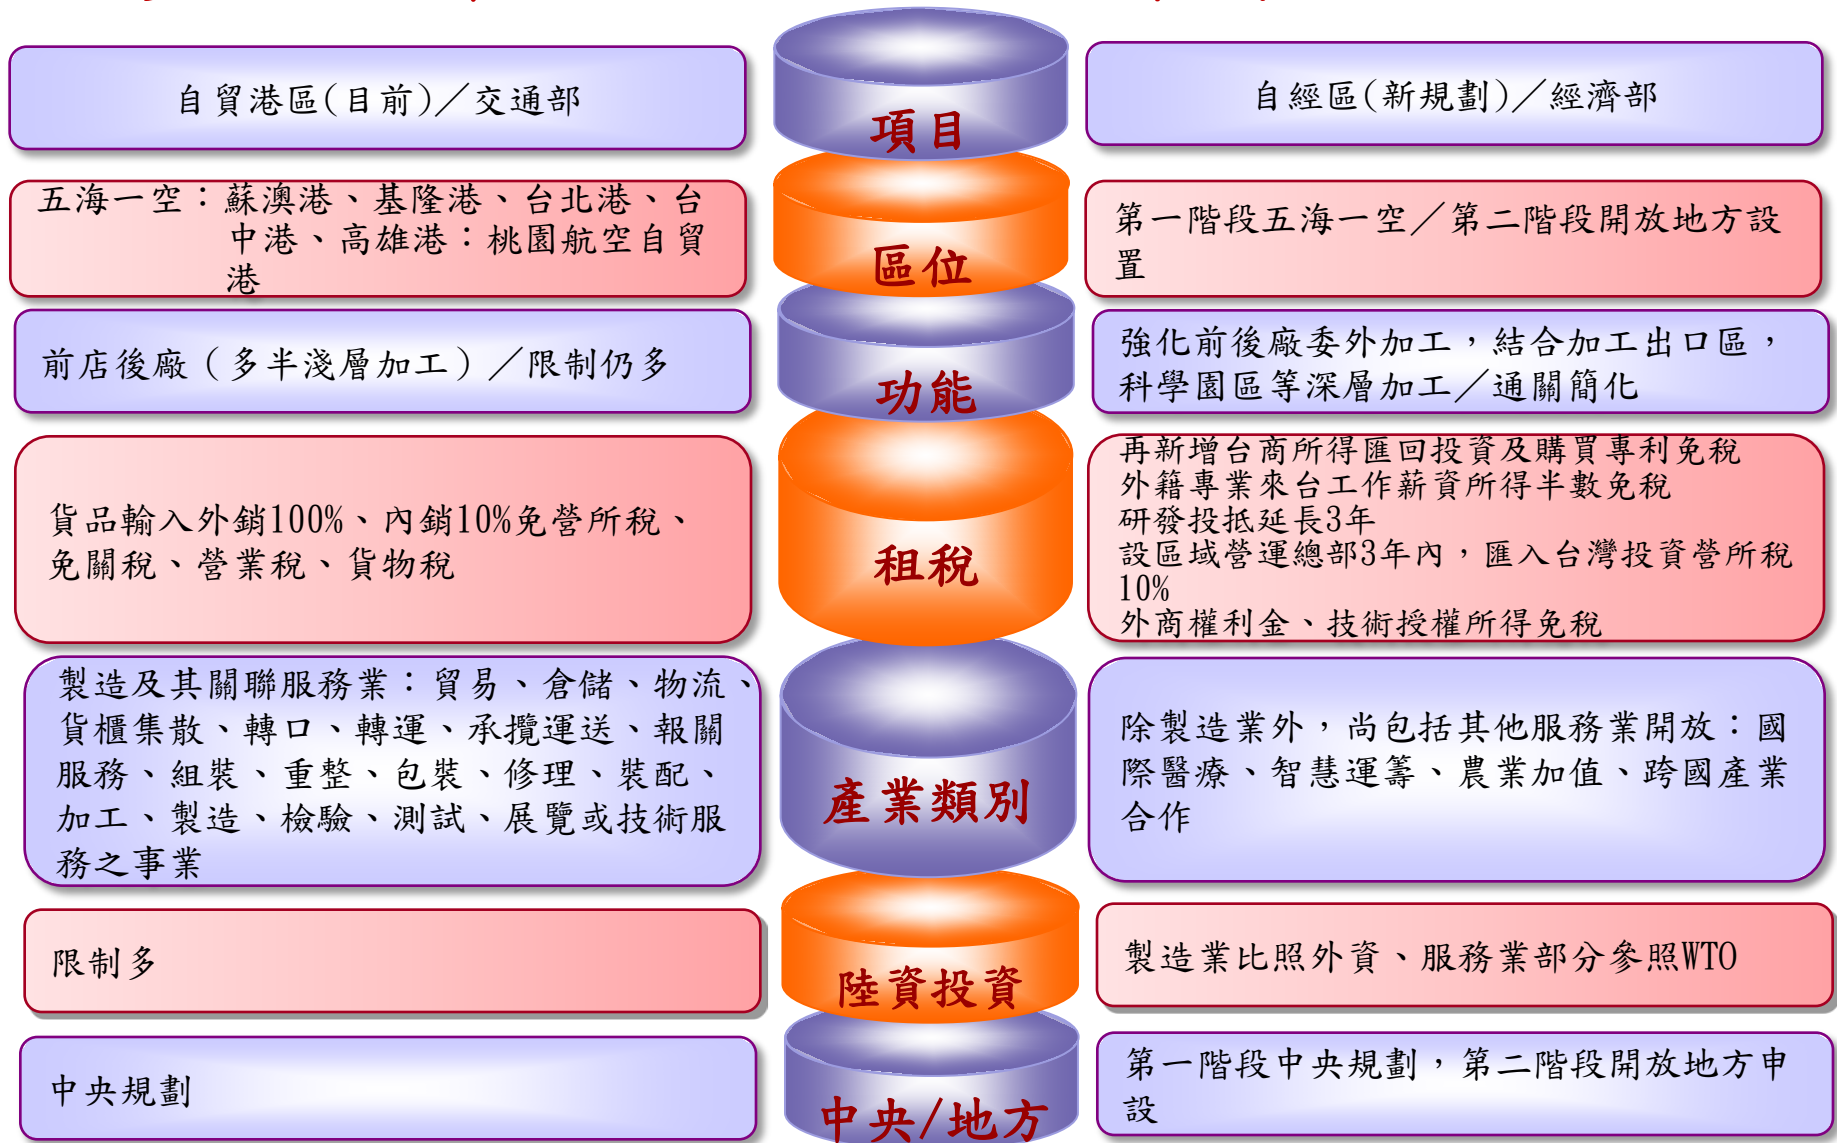 自貿港區(目前)／交通部
項目
自經區(新規劃)／經濟部
五海一空：蘇澳港、基隆港、台北港、台
中港、高雄港：桃園航空自貿
港
區位
第一階段五海一空／第二階段開放地方設
置
前店後廠（多半淺層加工）／限制仍多
功能
強化前後廠委外加工，結合加工出口區，
科學園區等深層加工／通關簡化
貨品輸入外銷100%、內銷10%免營所稅、
免關稅、營業稅、貨物稅
租稅
再新增台商所得匯回投資及購買專利免稅
外籍專業來台工作薪資所得半數免稅
研發投抵延長3年
設區域營運總部3年內，匯入台灣投資營所稅
10%
外商權利金、技術授權所得免稅
製造及其關聯服務業：貿易、倉儲、物流、
貨櫃集散、轉口、轉運、承攬運送、報關
服務、組裝、重整、包裝、修理、裝配、
加工、製造、檢驗、測試、展覽或技術服
務之事業
產業類別
除製造業外，尚包括其他服務業開放：國
際醫療、智慧運籌、農業加值、跨國產業
合作
限制多
陸資投資
製造業比照外資、服務業部分參照WTO
中央規劃
中央/地方
第一階段中央規劃，第二階段開放地方申
設